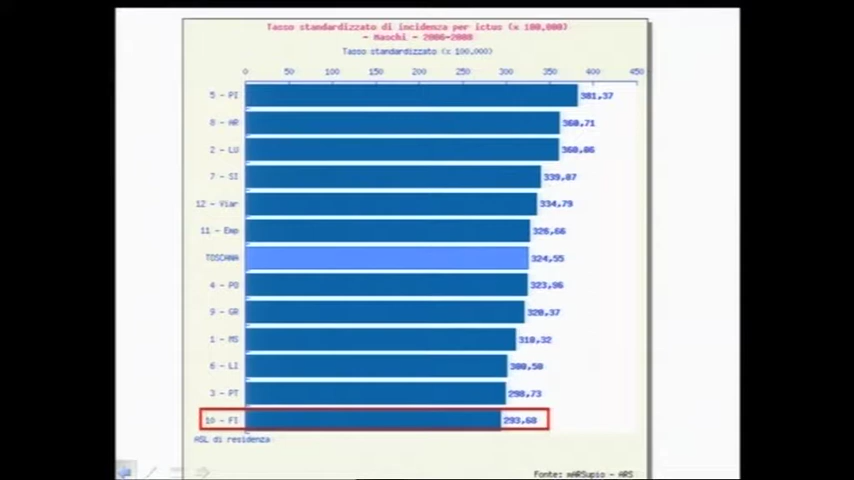 Tasso standardizzato di incidenza per ictus (x 100,000)
- Maschi - 2006-2008
Tasso standardizzato (x 100,000)
0 50 100 150 200 250 300 350 400 450
5 - PI 381,37
8 - AR 360,71
2 - LU 360,06
7 - SI 339,07
12 - Viar 334,79
11 - Emp 326,66
TOSCANA 324,55
4 - PO 323,96
9 - GR 320,37
1 - MS 310,32
6 - LI 300,50
3 - PT 298,73
10 - FI 293,68
ASL di residenza
Fonte: mARSupio - ARS